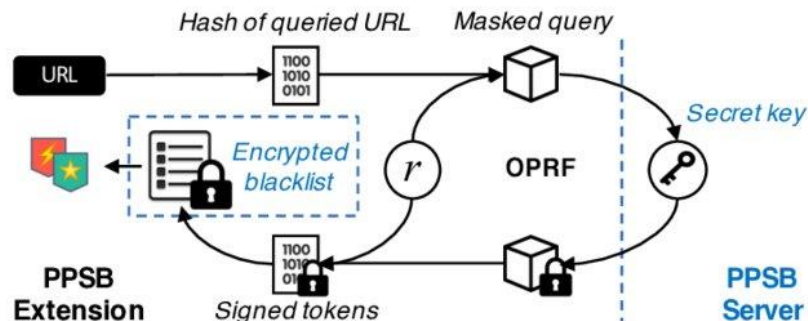 Hash of queried URL
Masked query
URL
1100
1010
0101
Secret key
Encrypted
blacklist
r
OPRF
1100
1010
PPSB
Extension
Signed tokens
PPSB
Server